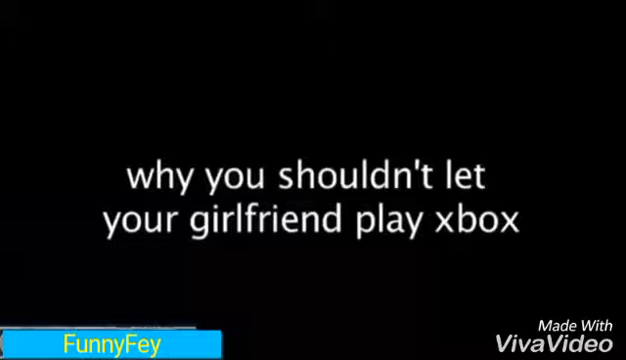 why you shouldn't let
your girlfriend play xbox
FunnyFey
Made With
VivaVideo